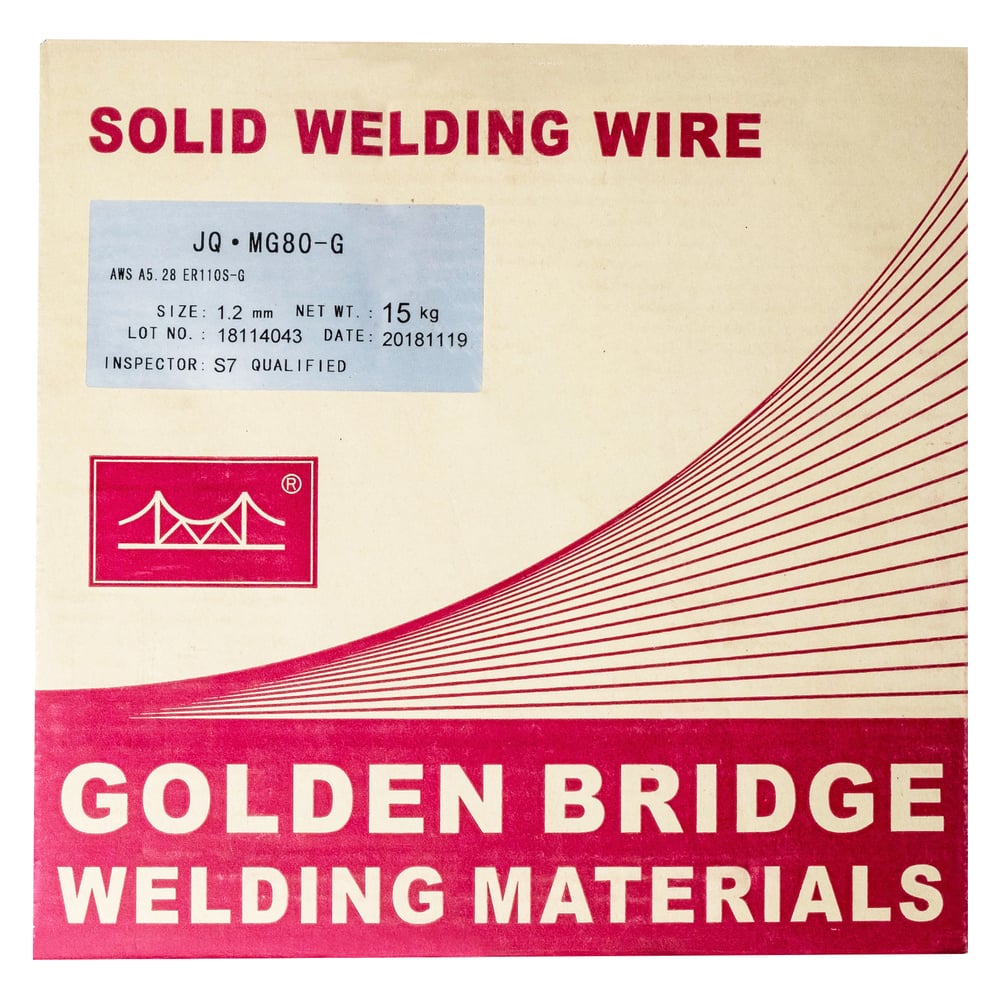 SOLID WELDING WIRE
JQ·MG80-G
AWS A5.28 ER110S-G
SIZE: 1.2 mm NET WT. : 15 kg
LOT NO. : 18114043 DATE: 20181119
INSPECTOR: S7 QUALIFIED
®
GOLDEN BRIDGE
WELDING MATERIALS